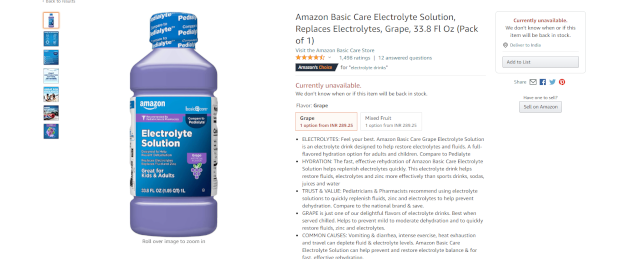 back to results
Amazon Basic Care Electrolyte Solution,
Replaces Electrolytes, Grape, 33.8 Fl Oz (Pack
of 1)
Visit the Amazon Basic Care Store
1,498 ratings | 12 answered questions
Amazon's Choice for "electrolyte drinks"
Currently unavailable.
We don't know when or if this item will be back in stock.
Flavor: Grape
Grape
1 option from INR 289.25
Mixed Fruit
1 option from INR 289.25
• ELECTROLYTES: Feel your best: Amazon Basic Care Grape Electrolyte Solution
is an electrolyte drink designed to help restore electrolytes and fluids. A full-
flavored hydration option for adults and children. Compare to Pedialyte
• HYDRATION: The fast, effective rehydration of Amazon Basic Care Electrolyte
Solution helps replenish electrolytes quickly. This electrolyte drink helps
restore fluids, electrolytes and zinc more effectively than sports drinks, sodas,
juices and water
• TRUST & VALUE: Pediatricians & Pharmacists recommend using electrolyte
solutions to quickly replenish fluids, zinc and electrolytes to help prevent
dehydration. Compare to the national brand & save.
• GRAPE is just one of our delightful flavors of electrolyte drinks. Best when
served chilled. Helps to prevent mild to moderate dehydration and to quickly
restore fluids, zinc and electrolytes.
• COMMON CAUSES: Vomiting & diarrhea, intense exercise, heat exhaustion
and travel can deplete fluid & electrolyte levels. Amazon Basic Care
Electrolyte Solution can help prevent and restore electrolyte balance & for
fast, effective rehydration
Currently unavailable.
We don't know when or if this
item will be back in stock.
Deliver to India
Add to List
Share
Have one to sell?
Sell on Amazon
Pedialyte
amazon
basic care
Compare to
Pedialyte
Electrolyte
Solution
Great for
Kids & Adults
33.8 FL OZ (1.05 QT) 1L
Roll over image to zoom in